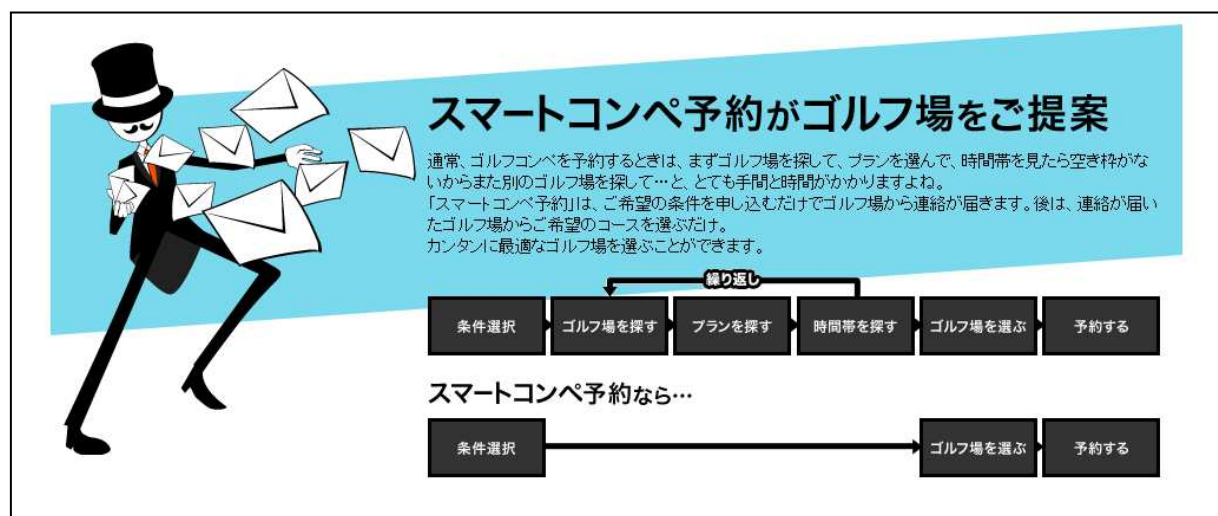 スマートコンペ予約がゴルフ場をご提案
通常、ゴルフコンペを予約するときは、まずゴルフ場を探して、プランを選んで、時間帯を見たら空き枠がな
いからまた別のゴルフ場を探して…と、とても手間と時間がかかりますよね。
「スマートコンペ予約」は、ご希望の条件を申し込むだけでゴルフ場から連絡が届きます。後は、連絡が届い
たゴルフ場からご希望のコースを選ぶだけ。
カンタンに最適なゴルフ場を選ぶことができます。
繰り返し
条件選択 ゴルフ場を探す プランを探す 時間帯を探す ゴルフ場を選ぶ 予約する
スマートコンペ予約なら…
条件選択 ゴルフ場を選ぶ 予約する